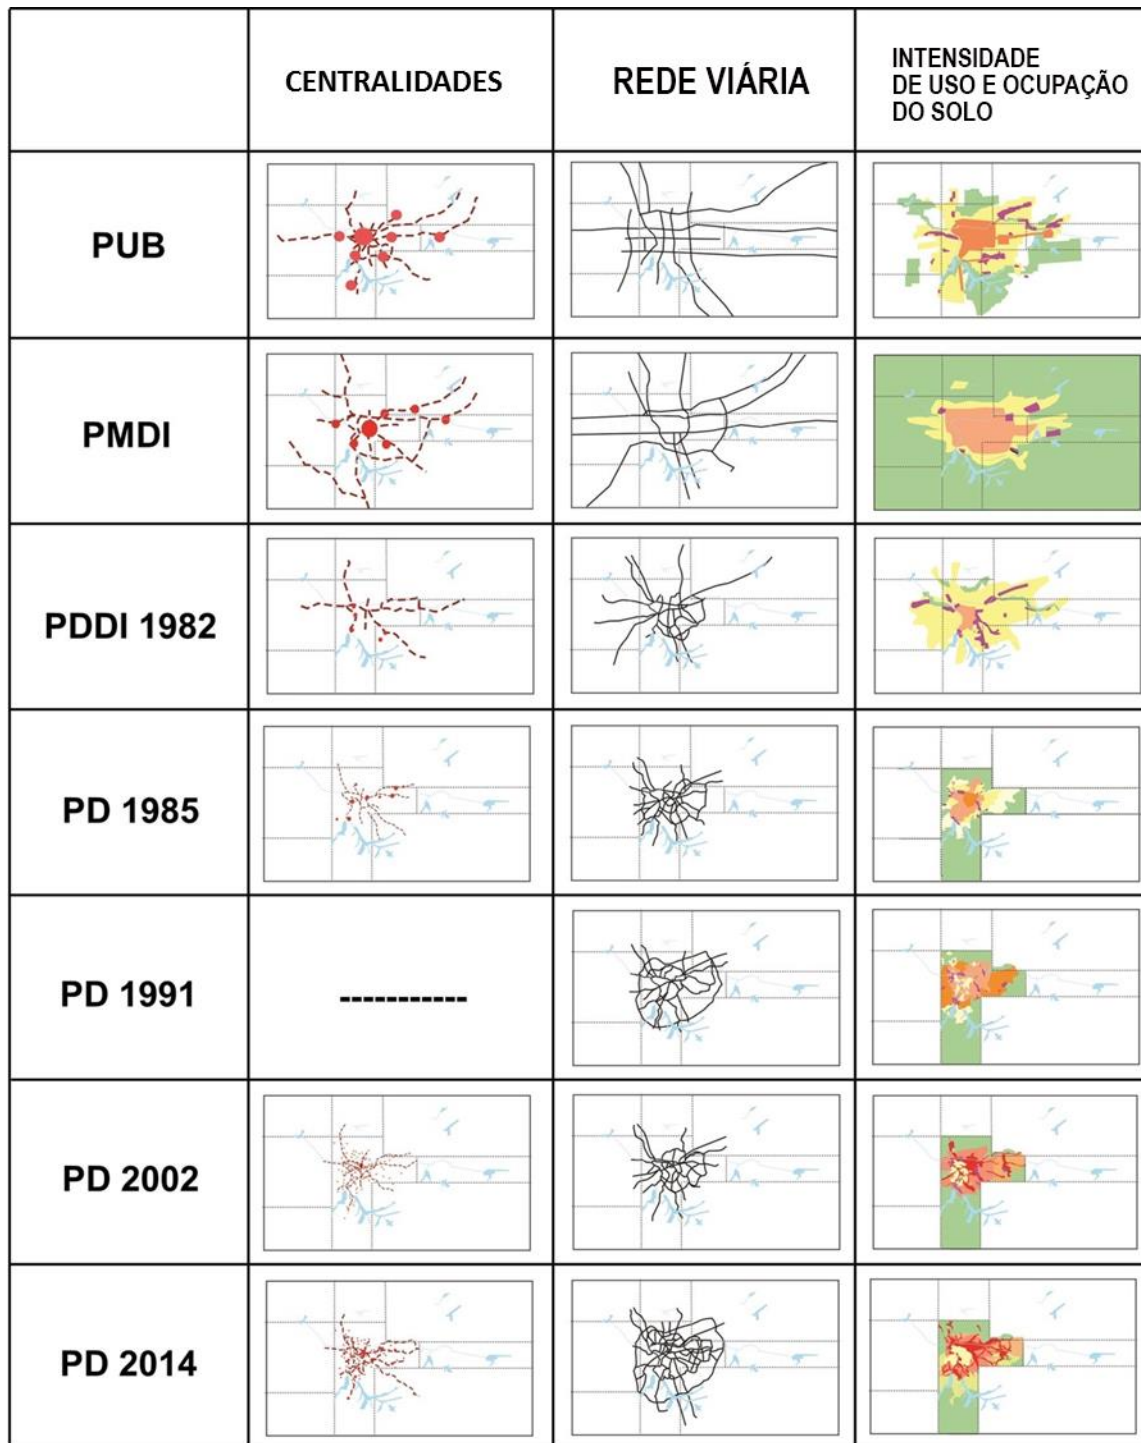 CENTRALIDADES
REDE VIÁRIA
INTENSIDADE
DE USO E OCUPAÇÃO
DO SOLO
PUB
PMDI
PDDI 1982
PD 1985
PD 1991
-----------
PD 2002
PD 2014